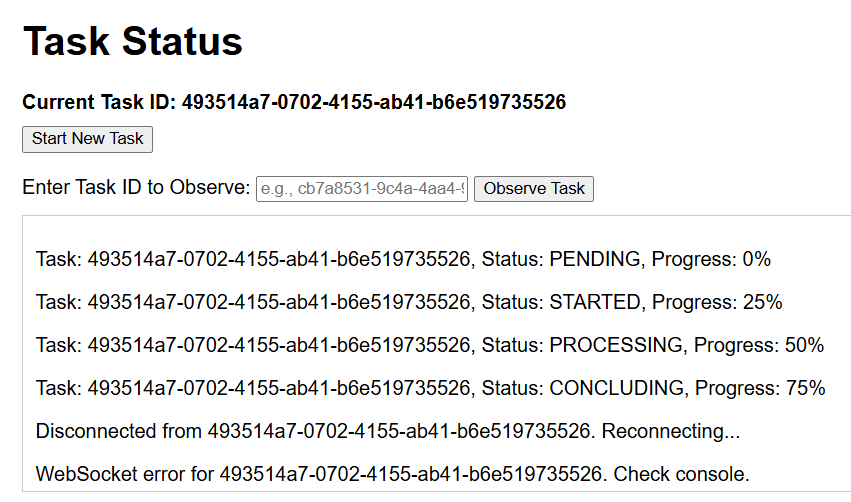 Task Status
Current Task ID: 493514a7-0702-4155-ab41-b6e519735526
Start New Task
Enter Task ID to Observe: e.g., cb7a8531-9c4a-4aa4-9 Observe Task
Task: 493514a7-0702-4155-ab41-b6e519735526, Status: PENDING, Progress: 0%
Task: 493514a7-0702-4155-ab41-b6e519735526, Status: STARTED, Progress: 25%
Task: 493514a7-0702-4155-ab41-b6e519735526, Status: PROCESSING, Progress: 50%
Task: 493514a7-0702-4155-ab41-b6e519735526, Status: CONCLUDING, Progress: 75%
Disconnected from 493514a7-0702-4155-ab41-b6e519735526. Reconnecting...
WebSocket error for 493514a7-0702-4155-ab41-b6e519735526. Check console.